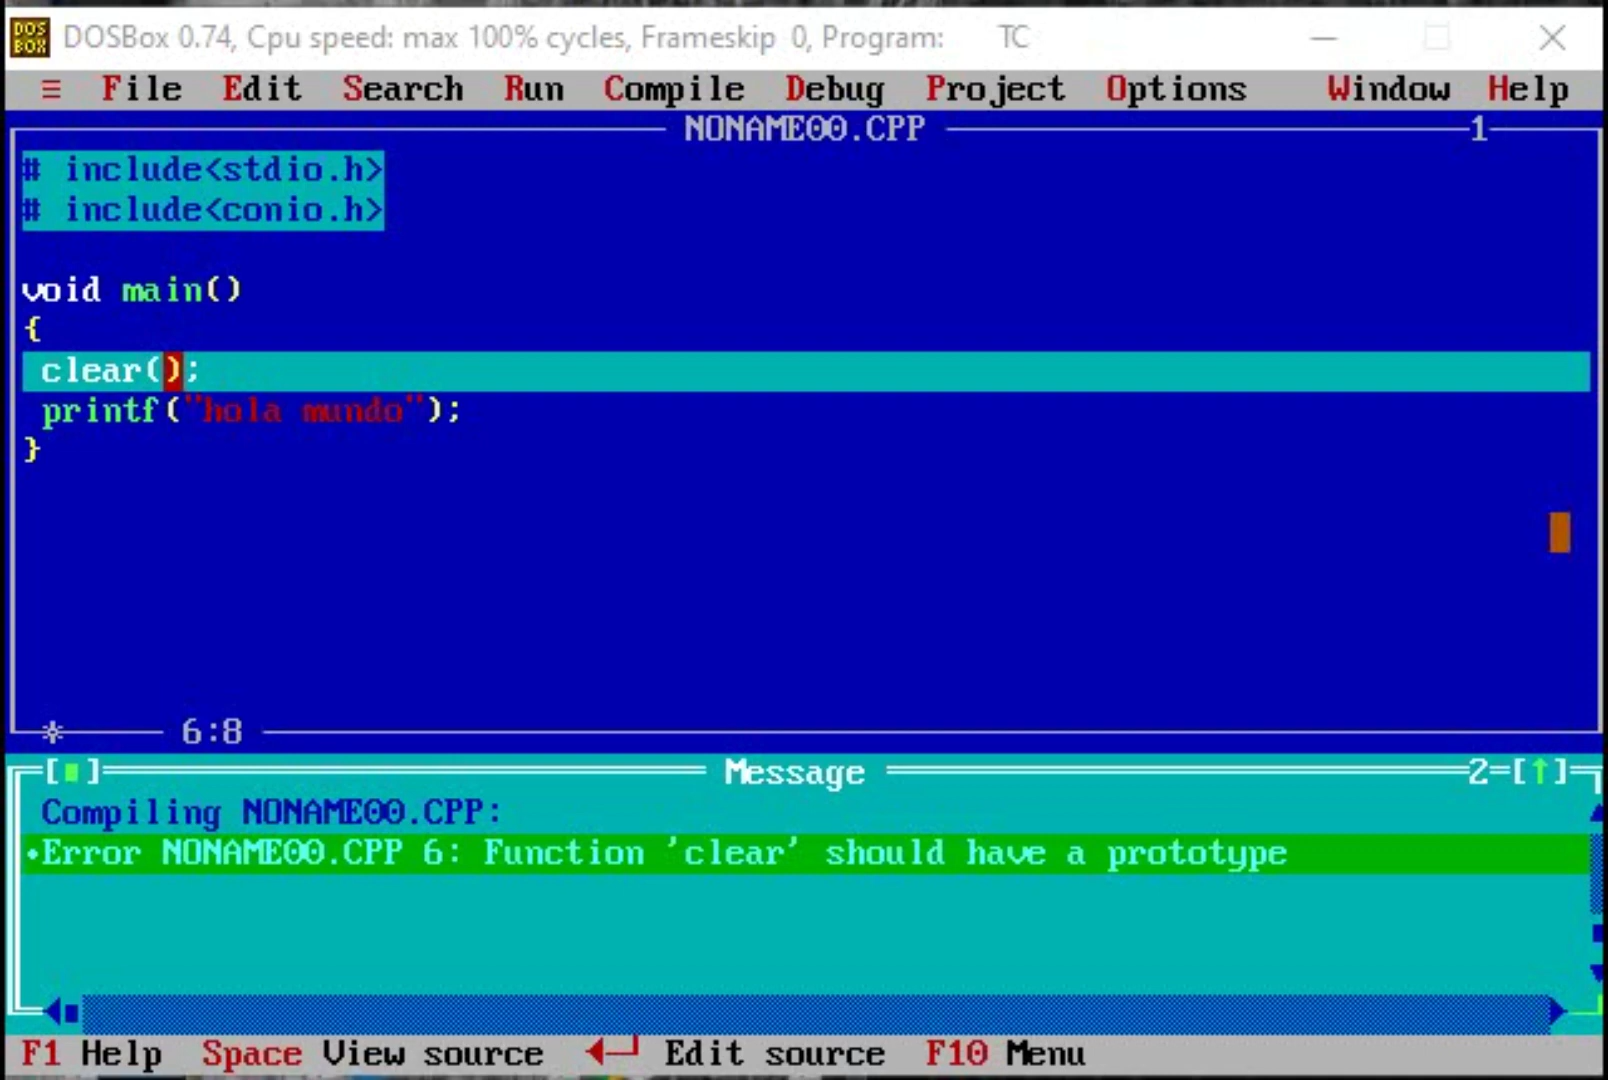 DOS BOX DOSBox 0.74, Cpu speed: max 100% cycles, Frameskip 0, Program: TC
≡ File Edit Search Run Compile Debug Project Options Window Help
NONAME00.CPP 1
# include<stdio.h>
# include<conio.h>
void main()
{
clear();
printf("hola mundo");
}
6:8
[■] Message 2=[↑]
Compiling NONAME00.CPP:
•Error NONAME00.CPP 6: Function 'clear' should have a prototype
F1 Help Space View source ←┘ Edit source F10 Menu